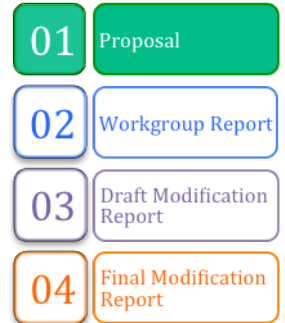 01 Proposal
02 Workgroup Report
03 Draft Modification
Report
04 Final Modification
Report